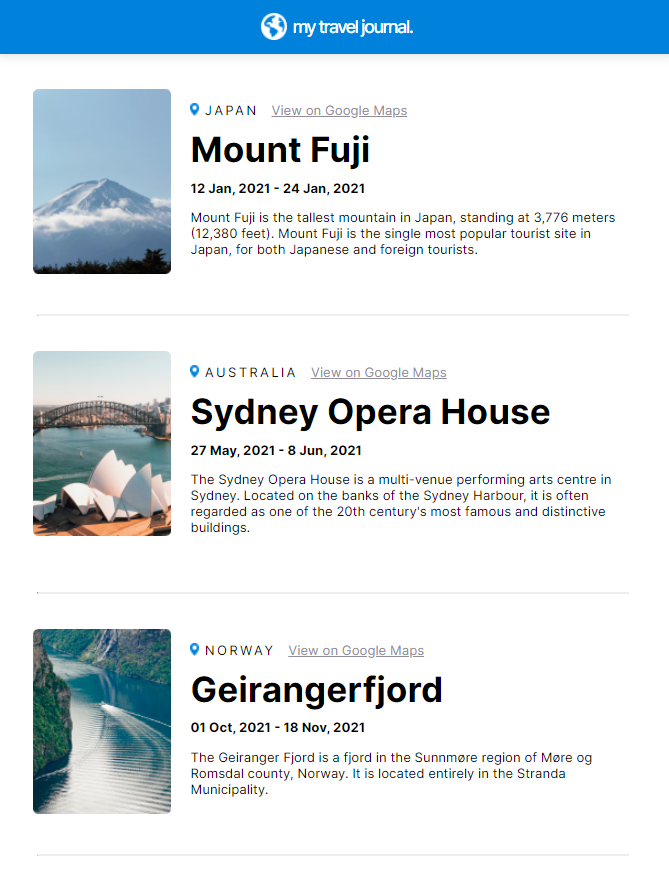 my travel journal.
JAPAN View on Google Maps
Mount Fuji
12 Jan, 2021 - 24 Jan, 2021
Mount Fuji is the tallest mountain in Japan, standing at 3,776 meters
(12,380 feet). Mount Fuji is the single most popular tourist site in
Japan, for both Japanese and foreign tourists.
AUSTRALIA View on Google Maps
Sydney Opera House
27 May, 2021 - 8 Jun, 2021
The Sydney Opera House is a multi-venue performing arts centre in
Sydney. Located on the banks of the Sydney Harbour, it is often
regarded as one of the 20th century's most famous and distinctive
buildings.
NORWAY View on Google Maps
Geirangerfjord
01 Oct, 2021 - 18 Nov, 2021
The Geiranger Fjord is a fjord in the Sunnmøre region of Møre og
Romsdal county, Norway. It is located entirely in the Stranda
Municipality.